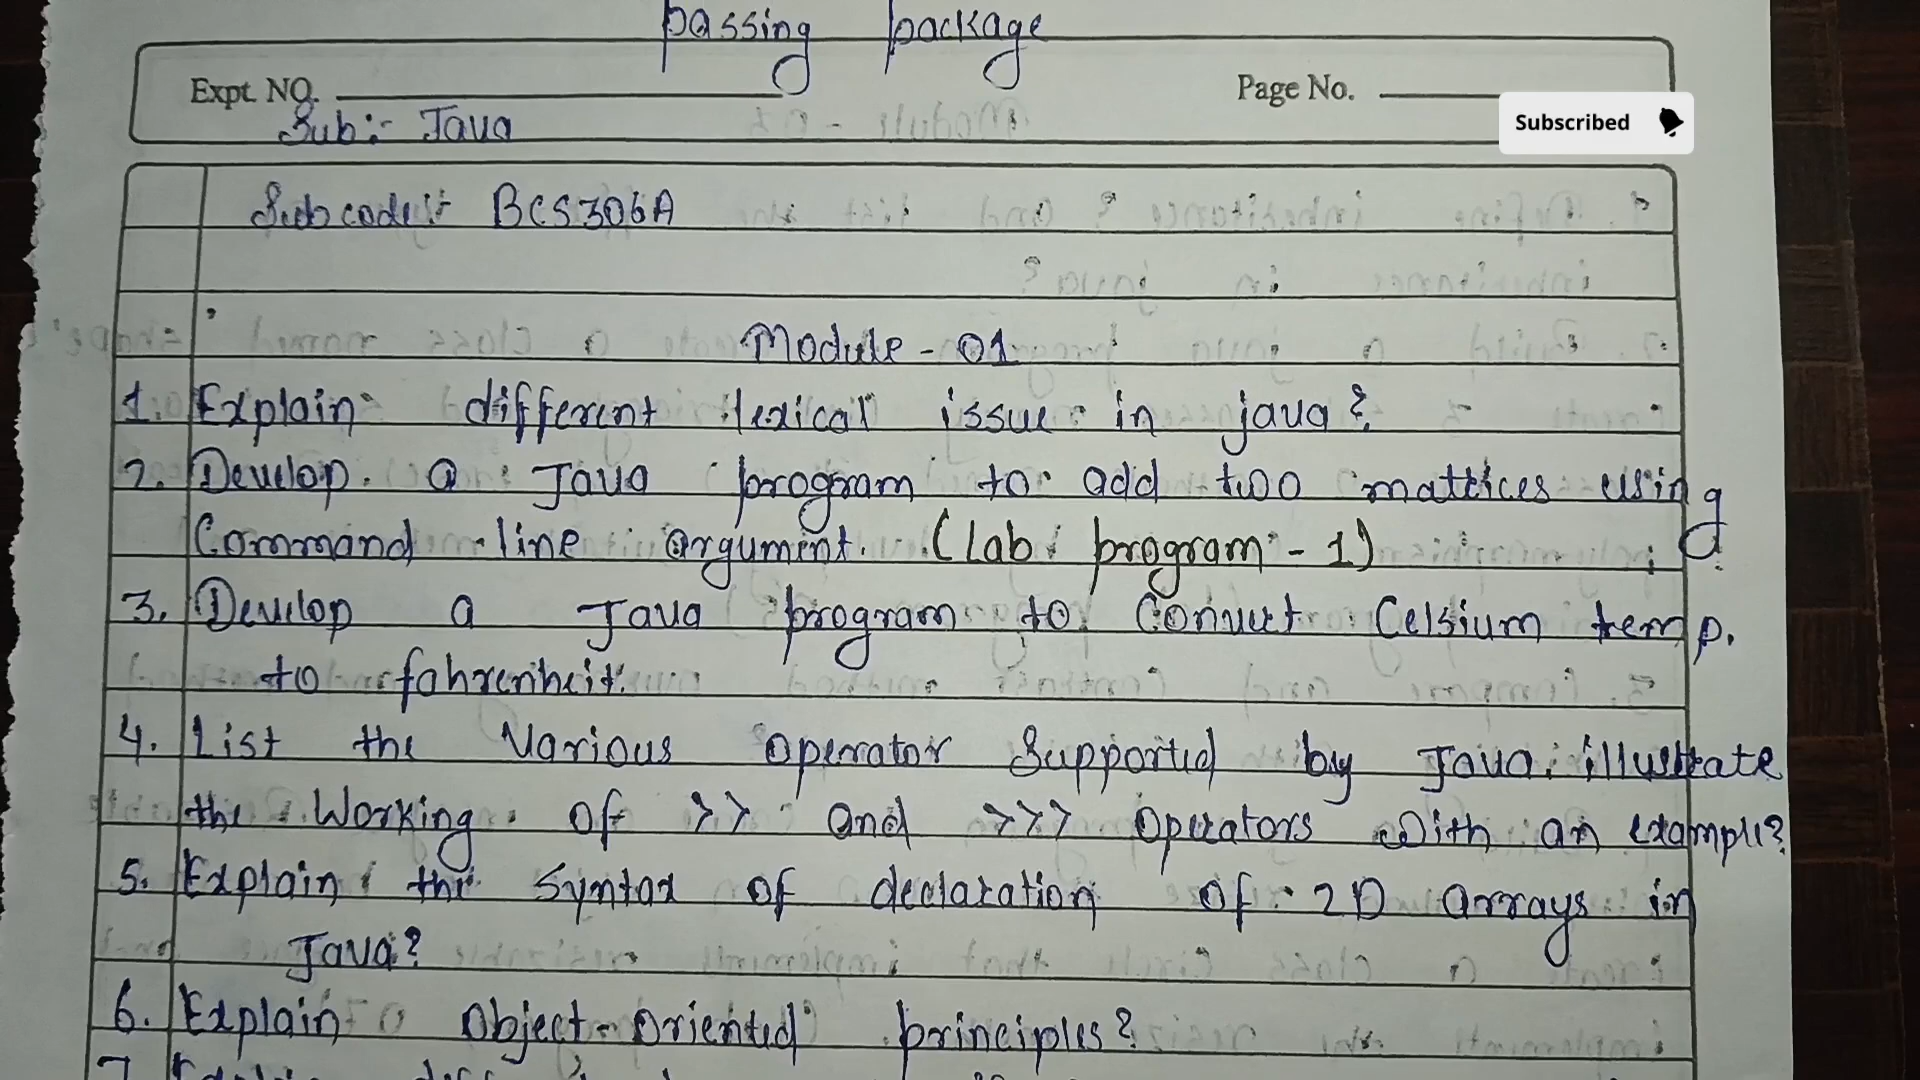 passing package
Expt. NO.
Page No.
Sub:- Java
Subscribed
Subcode:- BCS306A
Module - 01
1. Explain different lexical issue in java?
2. Develop a Java program to add two mattices using
Command line argument. (lab program - 1)
3. Develop a Java program to Convert Celsium temp.
to fahrenheit.
4. List the Various Operator Supported by Java. illustrate
the Working of >> and >>> Operators with an example?
5. Explain the Syntax of declaration of 2D arrays in
Java?
6. Explain Object-Oriented principles?
7. Explain